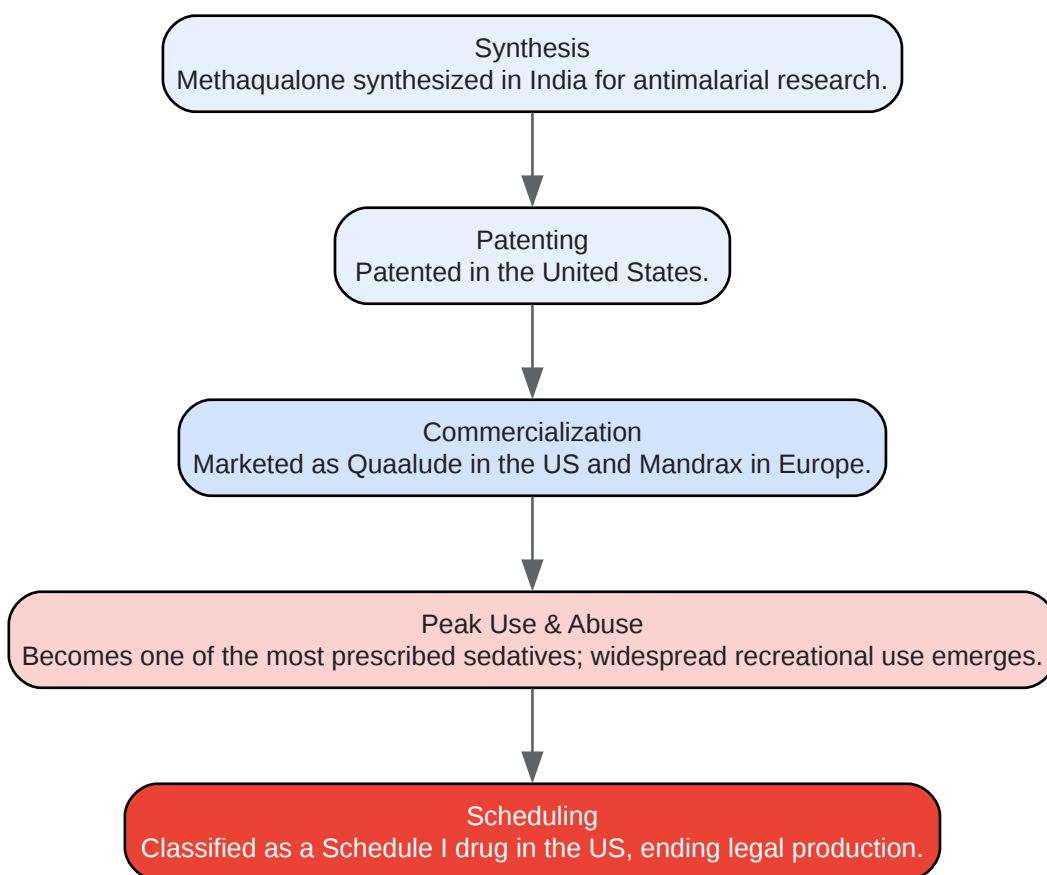 Synthesis
Methaqualone synthesized in India for antimalarial research.
Patenting
Patented in the United States.
Commercialization
Marketed as Quaalude in the US and Mandrax in Europe.
Peak Use & Abuse
Becomes one of the most prescribed sedatives; widespread recreational use emerges.
Scheduling
Classified as a Schedule I drug in the US, ending legal production.